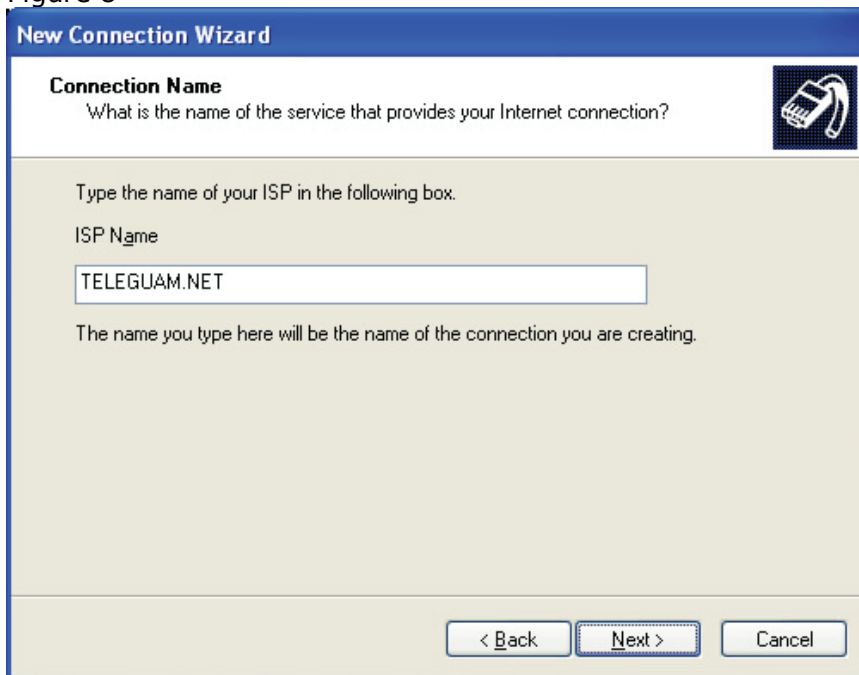 New Connection Wizard
Connection Name
What is the name of the service that provides your Internet connection?
Type the name of your ISP in the following box.
ISP Name
TELEGUAM.NET
The name you type here will be the name of the connection you are creating.
< Back Next > Cancel